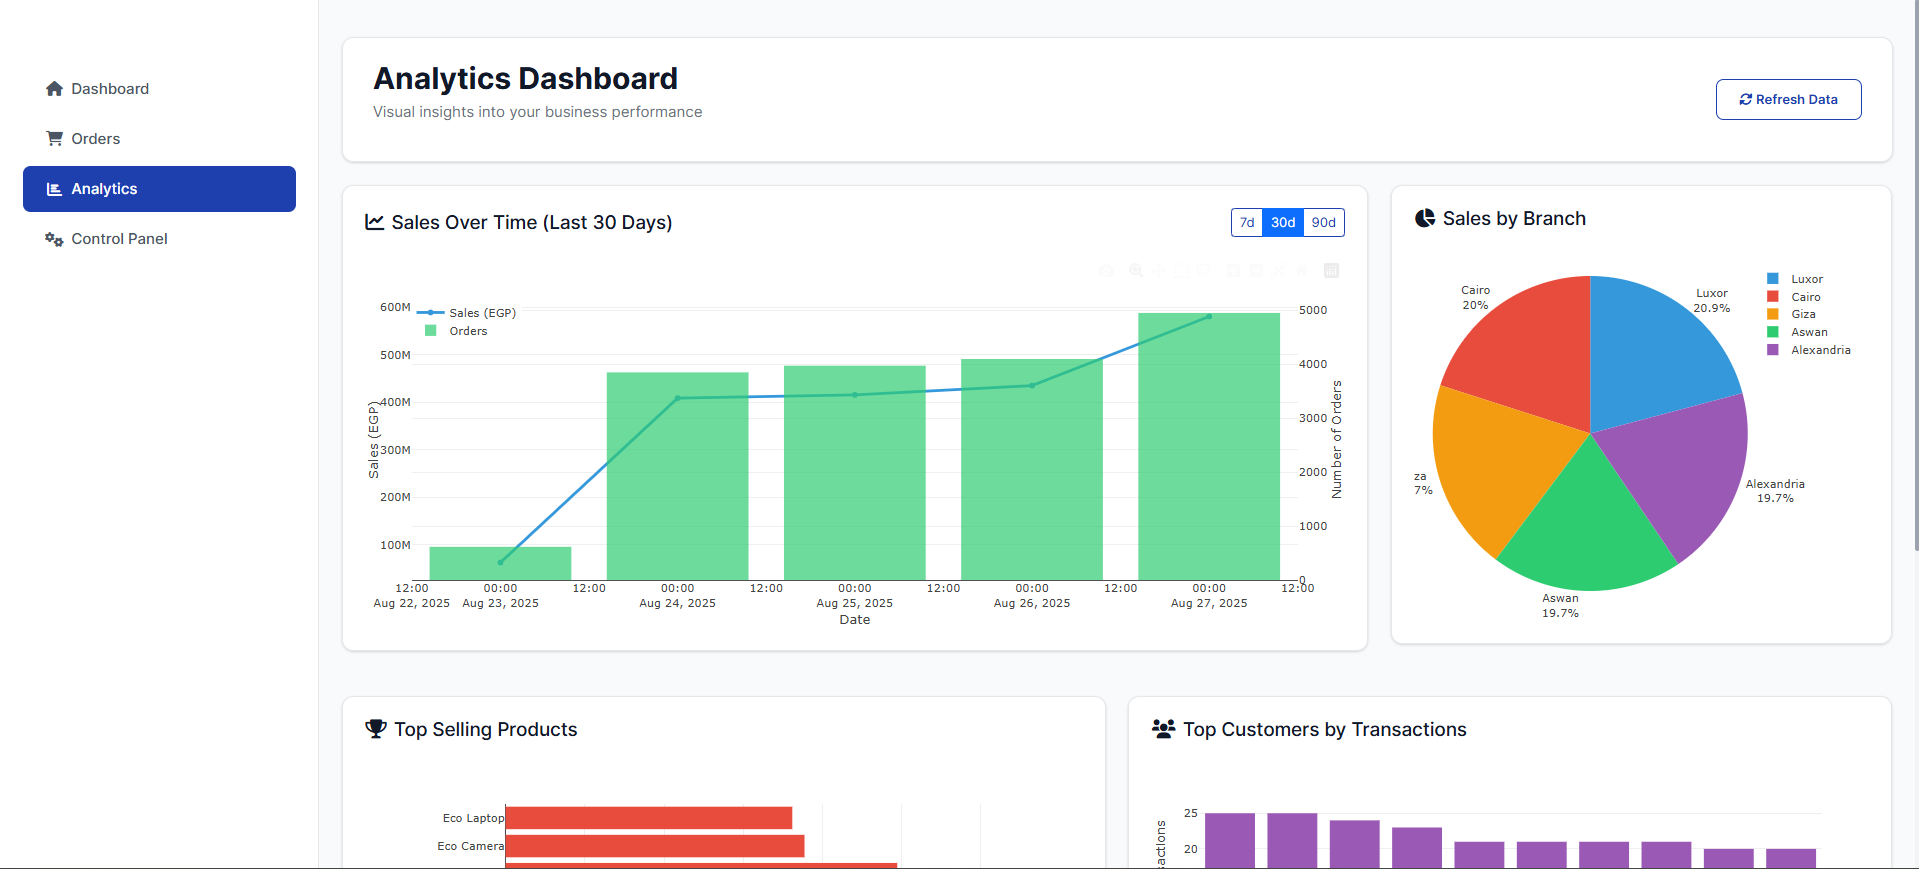 Dashboard
Orders
Analytics
Control Panel
Analytics Dashboard
Visual insights into your business performance
Refresh Data
Sales Over Time (Last 30 Days)
7d 30d 90d
Sales (EGP)
Orders
600M
500M
400M
300M
200M
100M
Sales (EGP)
5000
4000
3000
2000
1000
0
Number of Orders
12:00 00:00 12:00 00:00 12:00 00:00 12:00 00:00 12:00 00:00 12:00
Aug 22, 2025 Aug 23, 2025 Aug 24, 2025 Aug 25, 2025 Aug 26, 2025 Aug 27, 2025
Date
Sales by Branch
Luxor
20.9%
Cairo
20%
za
7%
Aswan
19.7%
Alexandria
19.7%
Luxor
Cairo
Giza
Aswan
Alexandria
Top Selling Products
Eco Laptop
Eco Camera
Top Customers by Transactions
25
20
sactions